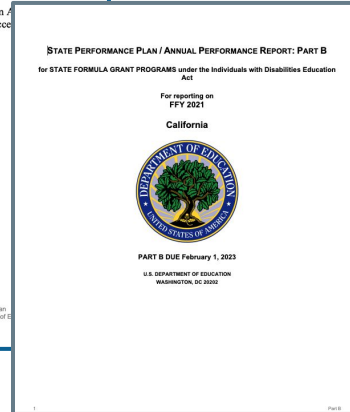 STATE PERFORMANCE PLAN / ANNUAL PERFORMANCE REPORT: PART B
for STATE FORMULA GRANT PROGRAMS under the Individuals with Disabilities Education
Act
For reporting on
FFY 2021
California
DEPARTMENT OF EDUCATION
UNITED STATES OF AMERICA
PART B DUE February 1, 2023
U.S. DEPARTMENT OF EDUCATION
WASHINGTON, DC 20202
1 Part B